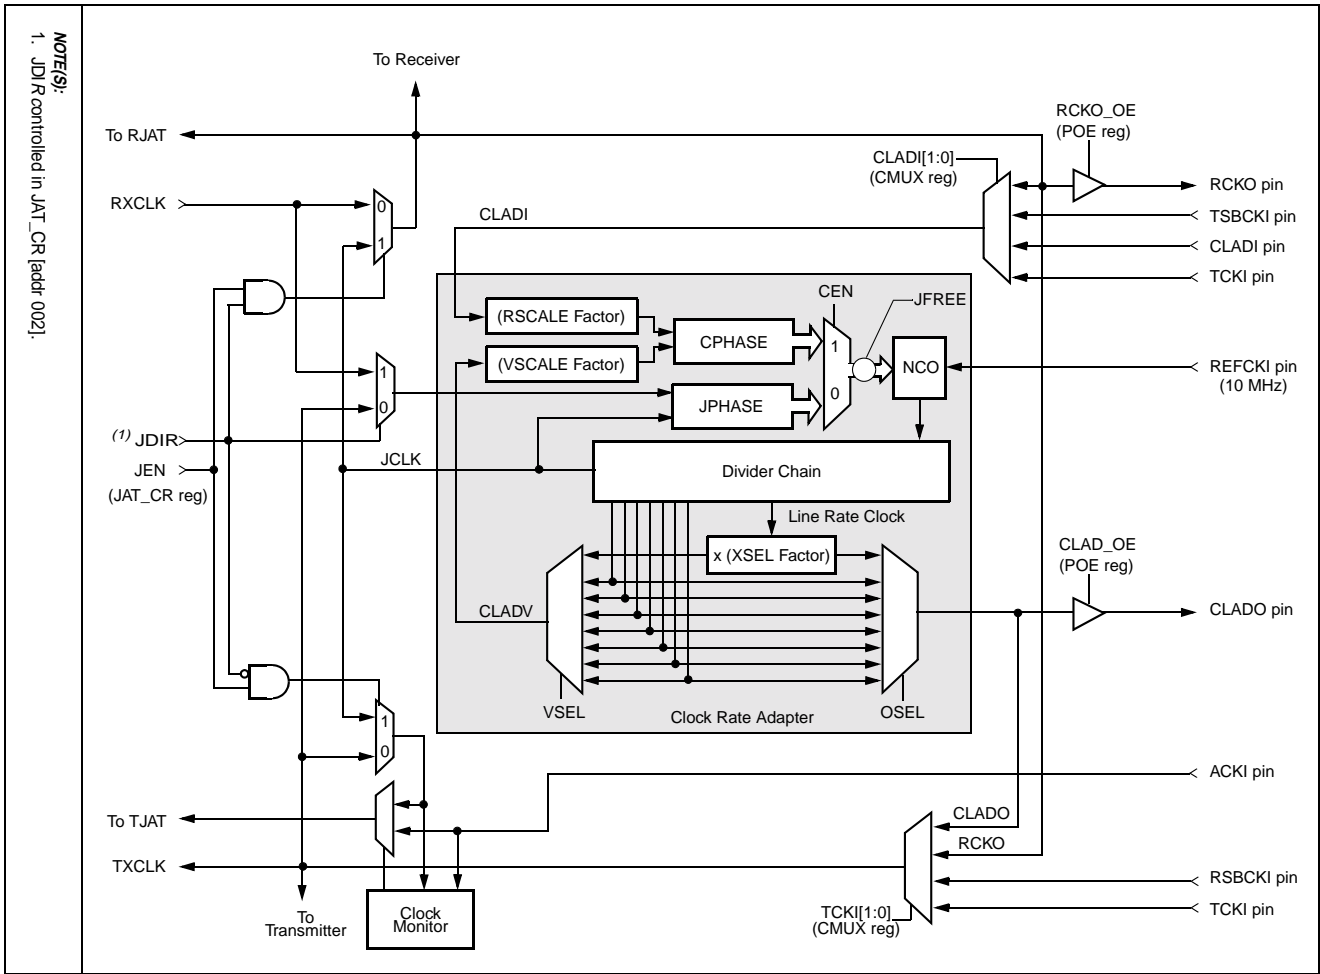 NOTE(S):
1. JDIR controlled in JAT_CR [addr 002].
To Receiver
To RJAT
RCKO_OE
(POE reg)
CLADI[1:0]
(CMUX reg)
RXCLK
0
1
CLADI
RCKO pin
TSBCKI pin
CLADI pin
TCKI pin
CEN
JFREE
(RSCALE Factor)
(VSCALE Factor)
CPHASE
1
0
NCO
REFCKI pin
(10 MHz)
1
0
JPHASE
(1) JDIR
JEN
(JAT_CR reg)
JCLK
Divider Chain
Line Rate Clock
x (XSEL Factor)
CLAD_OE
(POE reg)
CLADV
CLADO pin
VSEL
Clock Rate Adapter
OSEL
1
0
ACKI pin
To TJAT
CLADO
RCKO
TXCLK
RSBCKI pin
TCKI pin
TCKI[1:0]
(CMUX reg)
To
Transmitter
Clock
Monitor